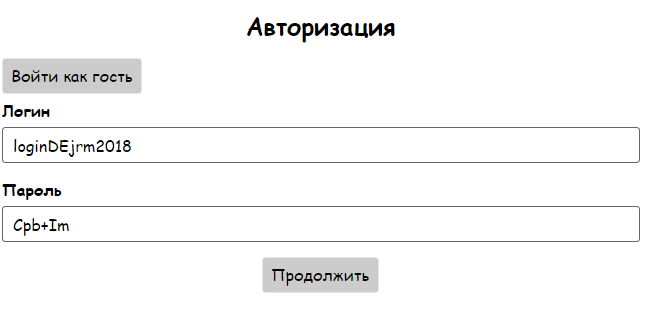 Авторизация
Войти как гость
Логин
loginDEjrm2018
Пароль
Cpb+Im
Продолжить